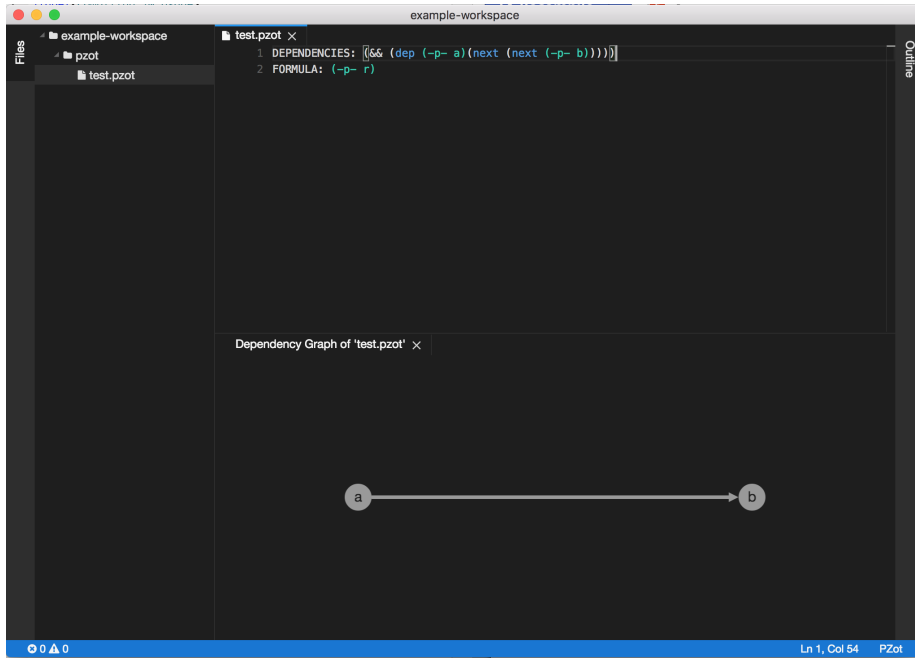 example-workspace
Files
example-workspace
pzot
test.pzot
test.pzot
1 DEPENDENCIES: (&& (dep (-p- a)(next (next (-p- b)))))
2 FORMULA: (-p- r)
Outline
Dependency Graph of 'test.pzot'
a
b
0 0
Ln 1, Col 54
PZot